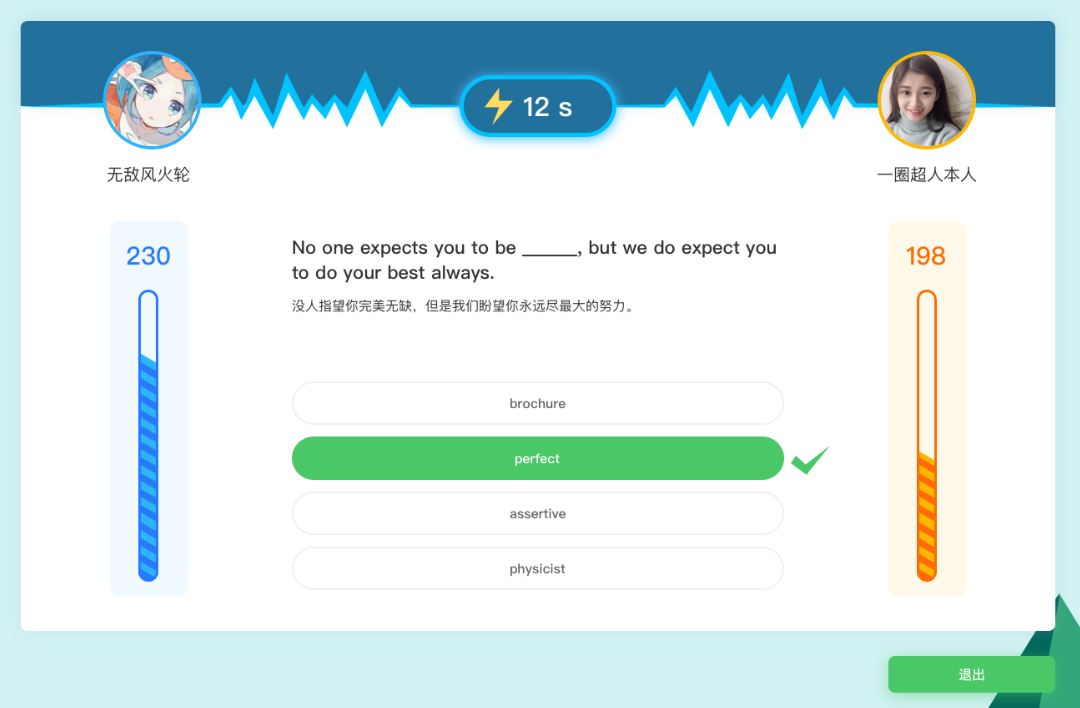 12 s
无敌风火轮
一圈超人本人
230
198
No one expects you to be ______, but we do expect you
to do your best always.
没人指望你完美无缺，但是我们盼望你永远尽最大的努力。
brochure
perfect
assertive
physicist
退出